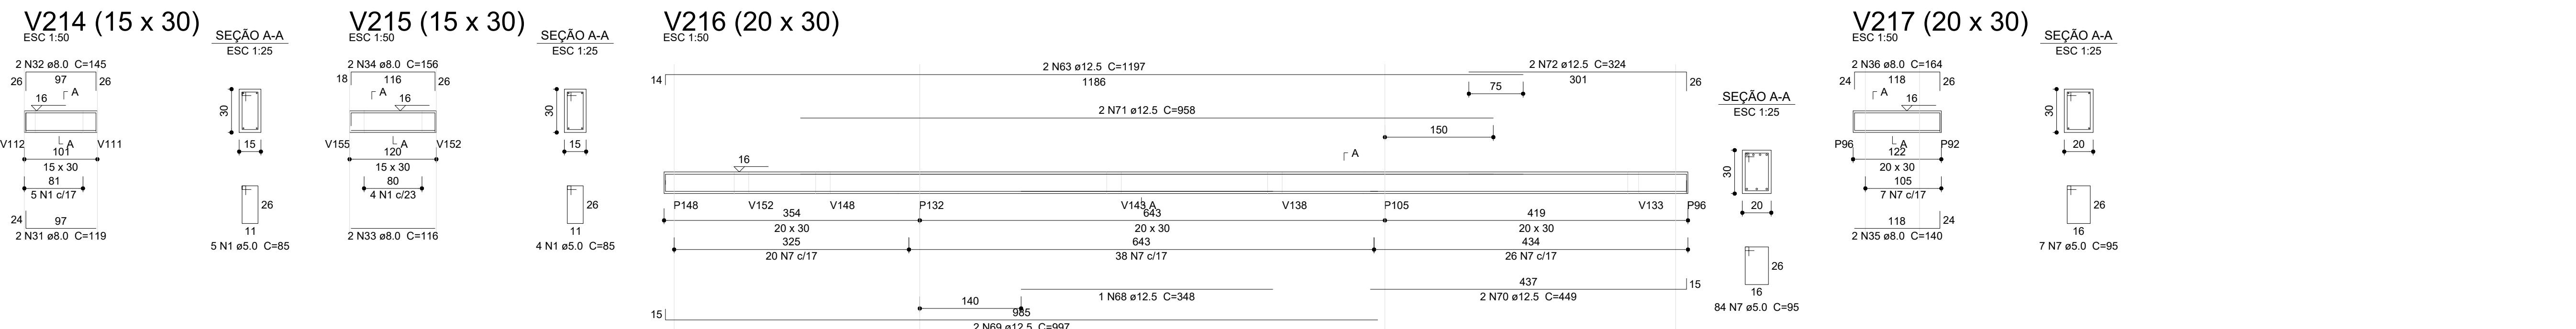 V214 (15 x 30)
ESC 1:50
SEÇÃO A-A
ESC 1:25
2 N32 ø8.0 C=145
26
97
26
A
16
30
V112
A
V111
101
15
15 x 30
81
5 N1 c/17
26
24
97
2 N31 ø8.0 C=119
11
5 N1 ø5.0 C=85
V215 (15 x 30)
ESC 1:50
SEÇÃO A-A
ESC 1:25
2 N34 ø8.0 C=156
18
116
26
A
16
30
V155
A
V152
120
15
15 x 30
80
4 N1 c/23
26
2 N33 ø8.0 C=116
11
4 N1 ø5.0 C=85
V216 (20 x 30)
ESC 1:50
2 N63 ø12.5 C=1197
2 N72 ø12.5 C=324
14
1186
301
26
75
2 N71 ø12.5 C=958
150
SEÇÃO A-A
ESC 1:25
A
16
30
P148
V152
V148
P132
V143
A
V138
P105
V133
P96
20
354
643
419
20 x 30
20 x 30
20 x 30
325
643
434
20 N7 c/17
38 N7 c/17
26 N7 c/17
26
437
15
1 N68 ø12.5 C=348
2 N70 ø12.5 C=449
16
140
84 N7 ø5.0 C=95
15
985
2 N69 ø12.5 C=997
V217 (20 x 30)
ESC 1:50
SEÇÃO A-A
ESC 1:25
2 N36 ø8.0 C=164
24
118
26
A
16
30
P96
A
P92
122
20
20 x 30
105
7 N7 c/17
26
118
24
2 N35 ø8.0 C=140
16
7 N7 ø5.0 C=95